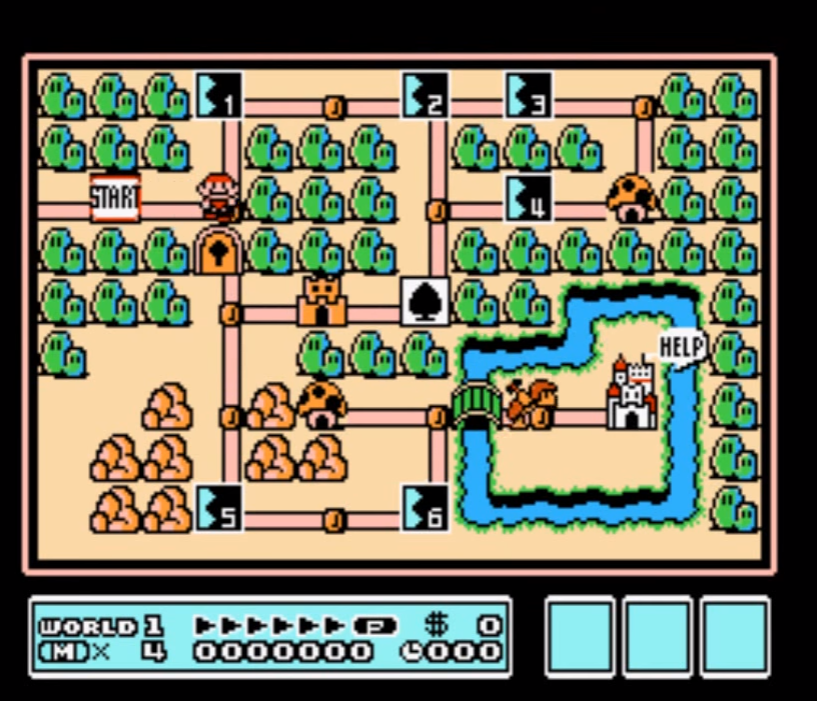 1 2 3
START
4
HELP
5 6
WORLD 1 P $ 0
M × 4 0000000 000